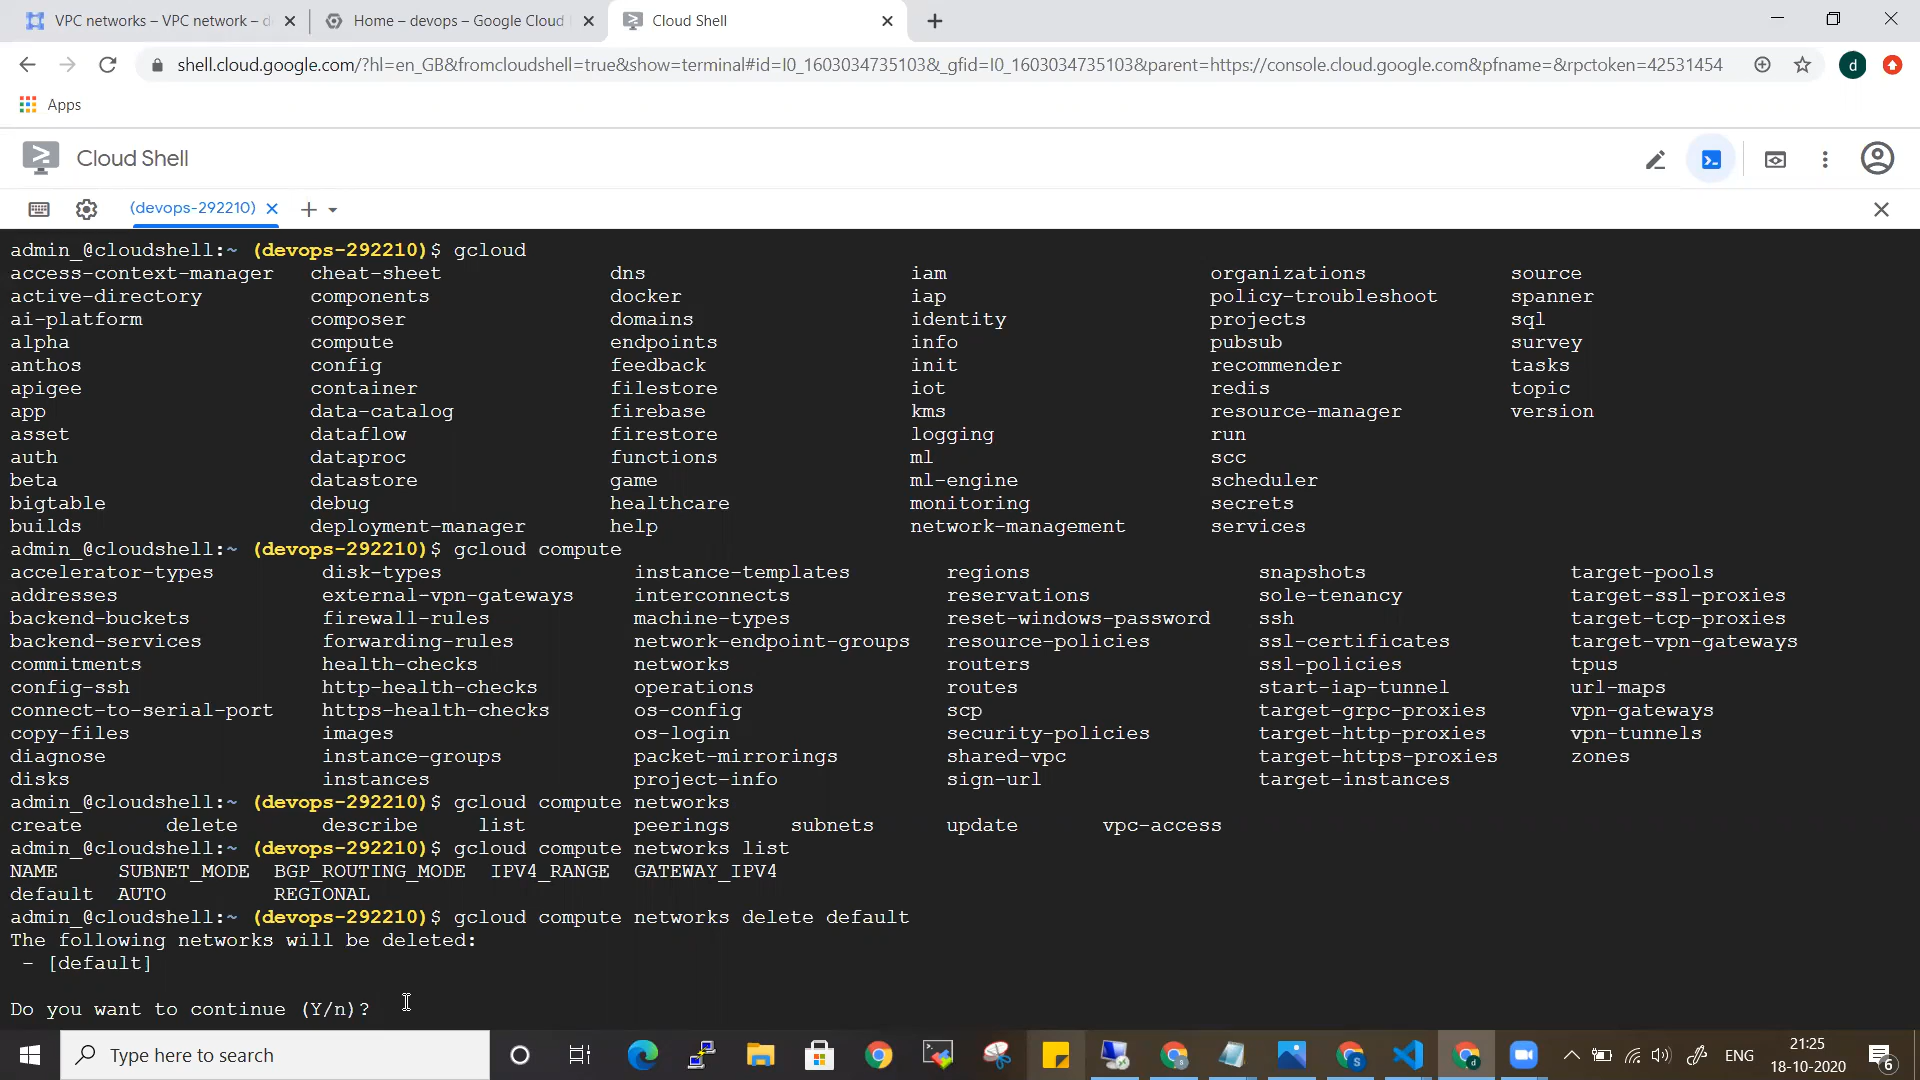 VPC networks – VPC network – d
Home – devops – Google Cloud
Cloud Shell
shell.cloud.google.com/?hl=en_GB&fromcloudshell=true&show=terminal#id=I0_1603034735103&_gfid=I0_1603034735103&parent=https://console.cloud.google.com&pfname=&rpctoken=42531454
d
Apps
Cloud Shell
(devops-292210)
admin_@cloudshell:~ (devops-292210)$ gcloud
access-context-manager cheat-sheet dns iam organizations source
active-directory components docker iap policy-troubleshoot spanner
ai-platform composer domains identity projects sql
alpha compute endpoints info pubsub survey
anthos config feedback init recommender tasks
apigee container filestore iot redis topic
app data-catalog firebase kms resource-manager version
asset dataflow firestore logging run
auth dataproc functions ml scc
beta datastore game ml-engine scheduler
bigtable debug healthcare monitoring secrets
builds deployment-manager help network-management services
admin_@cloudshell:~ (devops-292210)$ gcloud compute
accelerator-types disk-types instance-templates regions snapshots target-pools
addresses external-vpn-gateways interconnects reservations sole-tenancy target-ssl-proxies
backend-buckets firewall-rules machine-types reset-windows-password ssh target-tcp-proxies
backend-services forwarding-rules network-endpoint-groups resource-policies ssl-certificates target-vpn-gateways
commitments health-checks networks routers ssl-policies tpus
config-ssh http-health-checks operations routes start-iap-tunnel url-maps
connect-to-serial-port https-health-checks os-config scp target-grpc-proxies vpn-gateways
copy-files images os-login security-policies target-http-proxies vpn-tunnels
diagnose instance-groups packet-mirrorings shared-vpc target-https-proxies zones
disks instances project-info sign-url target-instances
admin_@cloudshell:~ (devops-292210)$ gcloud compute networks
create delete describe list peerings subnets update vpc-access
admin_@cloudshell:~ (devops-292210)$ gcloud compute networks list
NAME SUBNET_MODE BGP_ROUTING_MODE IPV4_RANGE GATEWAY_IPV4
default AUTO REGIONAL
admin_@cloudshell:~ (devops-292210)$ gcloud compute networks delete default
The following networks will be deleted:
- [default]
Do you want to continue (Y/n)?
Type here to search
ENG
21:25
18-10-2020
6